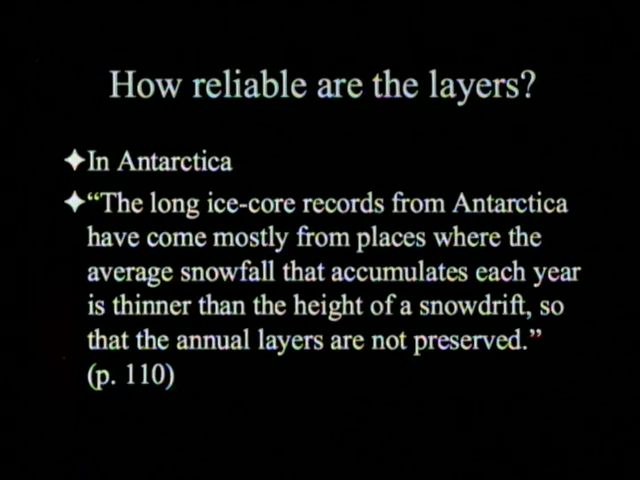 How reliable are the layers?
✦In Antarctica
✦“The long ice-core records from Antarctica
have come mostly from places where the
average snowfall that accumulates each year
is thinner than the height of a snowdrift, so
that the annual layers are not preserved.”
(p. 110)